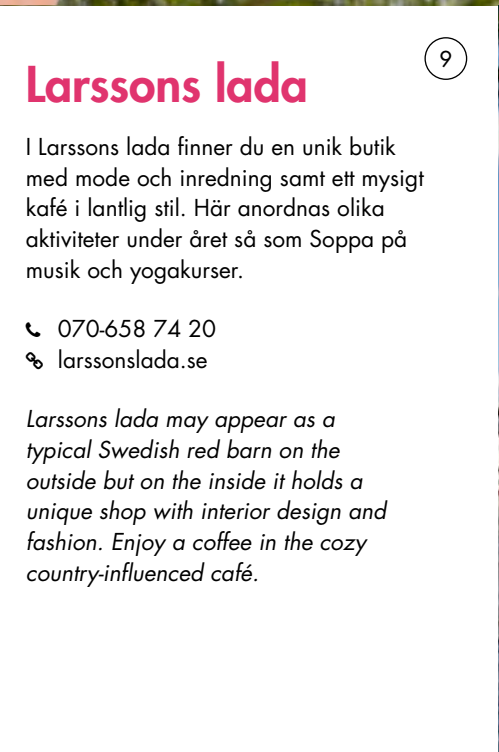 9
Larssons lada
I Larssons lada finner du en unik butik
med mode och inredning samt ett mysigt
kafé i lantlig stil. Här anordnas olika
aktiviteter under året så som Soppa på
musik och yogakurser.
070-658 74 20
larssonslada.se
Larssons lada may appear as a
typical Swedish red barn on the
outside but on the inside it holds a
unique shop with interior design and
fashion. Enjoy a coffee in the cozy
country-influenced café.